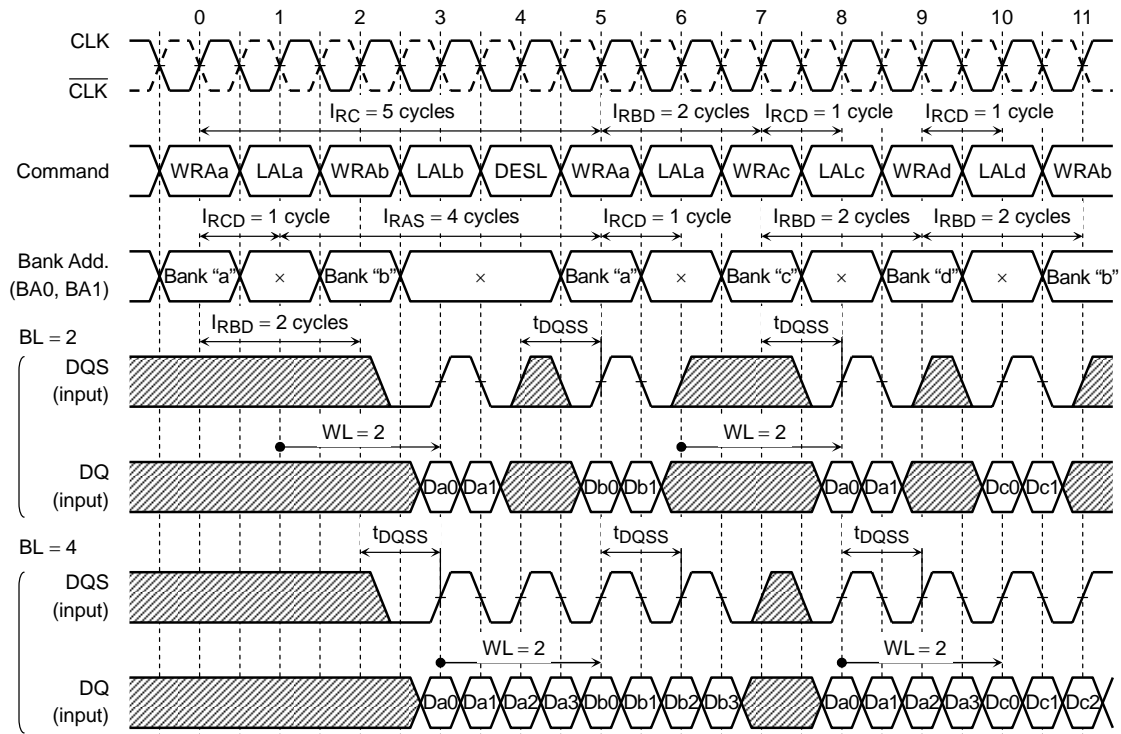 0 1 2 3 4 5 6 7 8 9 10 11
CLK
CLK
IRC = 5 cycles IRBD = 2 cycles IRCD = 1 cycle IRCD = 1 cycle
Command WRAa LALa WRAb LALb DESL WRAa LALa WRAc LALc WRAd LALd WRAb
IRCD = 1 cycle IRAS = 4 cycles IRCD = 1 cycle IRBD = 2 cycles IRBD = 2 cycles
Bank Add.
(BA0, BA1)
Bank “a” × Bank “b” × Bank “a” × Bank “c” × Bank “d” × Bank “b”
IRBD = 2 cycles tDQSS tDQSS
BL = 2
DQS
(input)
WL = 2 WL = 2
DQ
(input)
Da0 Da1 Db0 Db1 Da0 Da1 Dc0 Dc1
BL = 4
tDQSS tDQSS tDQSS
DQS
(input)
WL = 2 WL = 2
DQ
(input)
Da0 Da1 Da2 Da3 Db0 Db1 Db2 Db3 Da0 Da1 Da2 Da3 Dc0 Dc1 Dc2